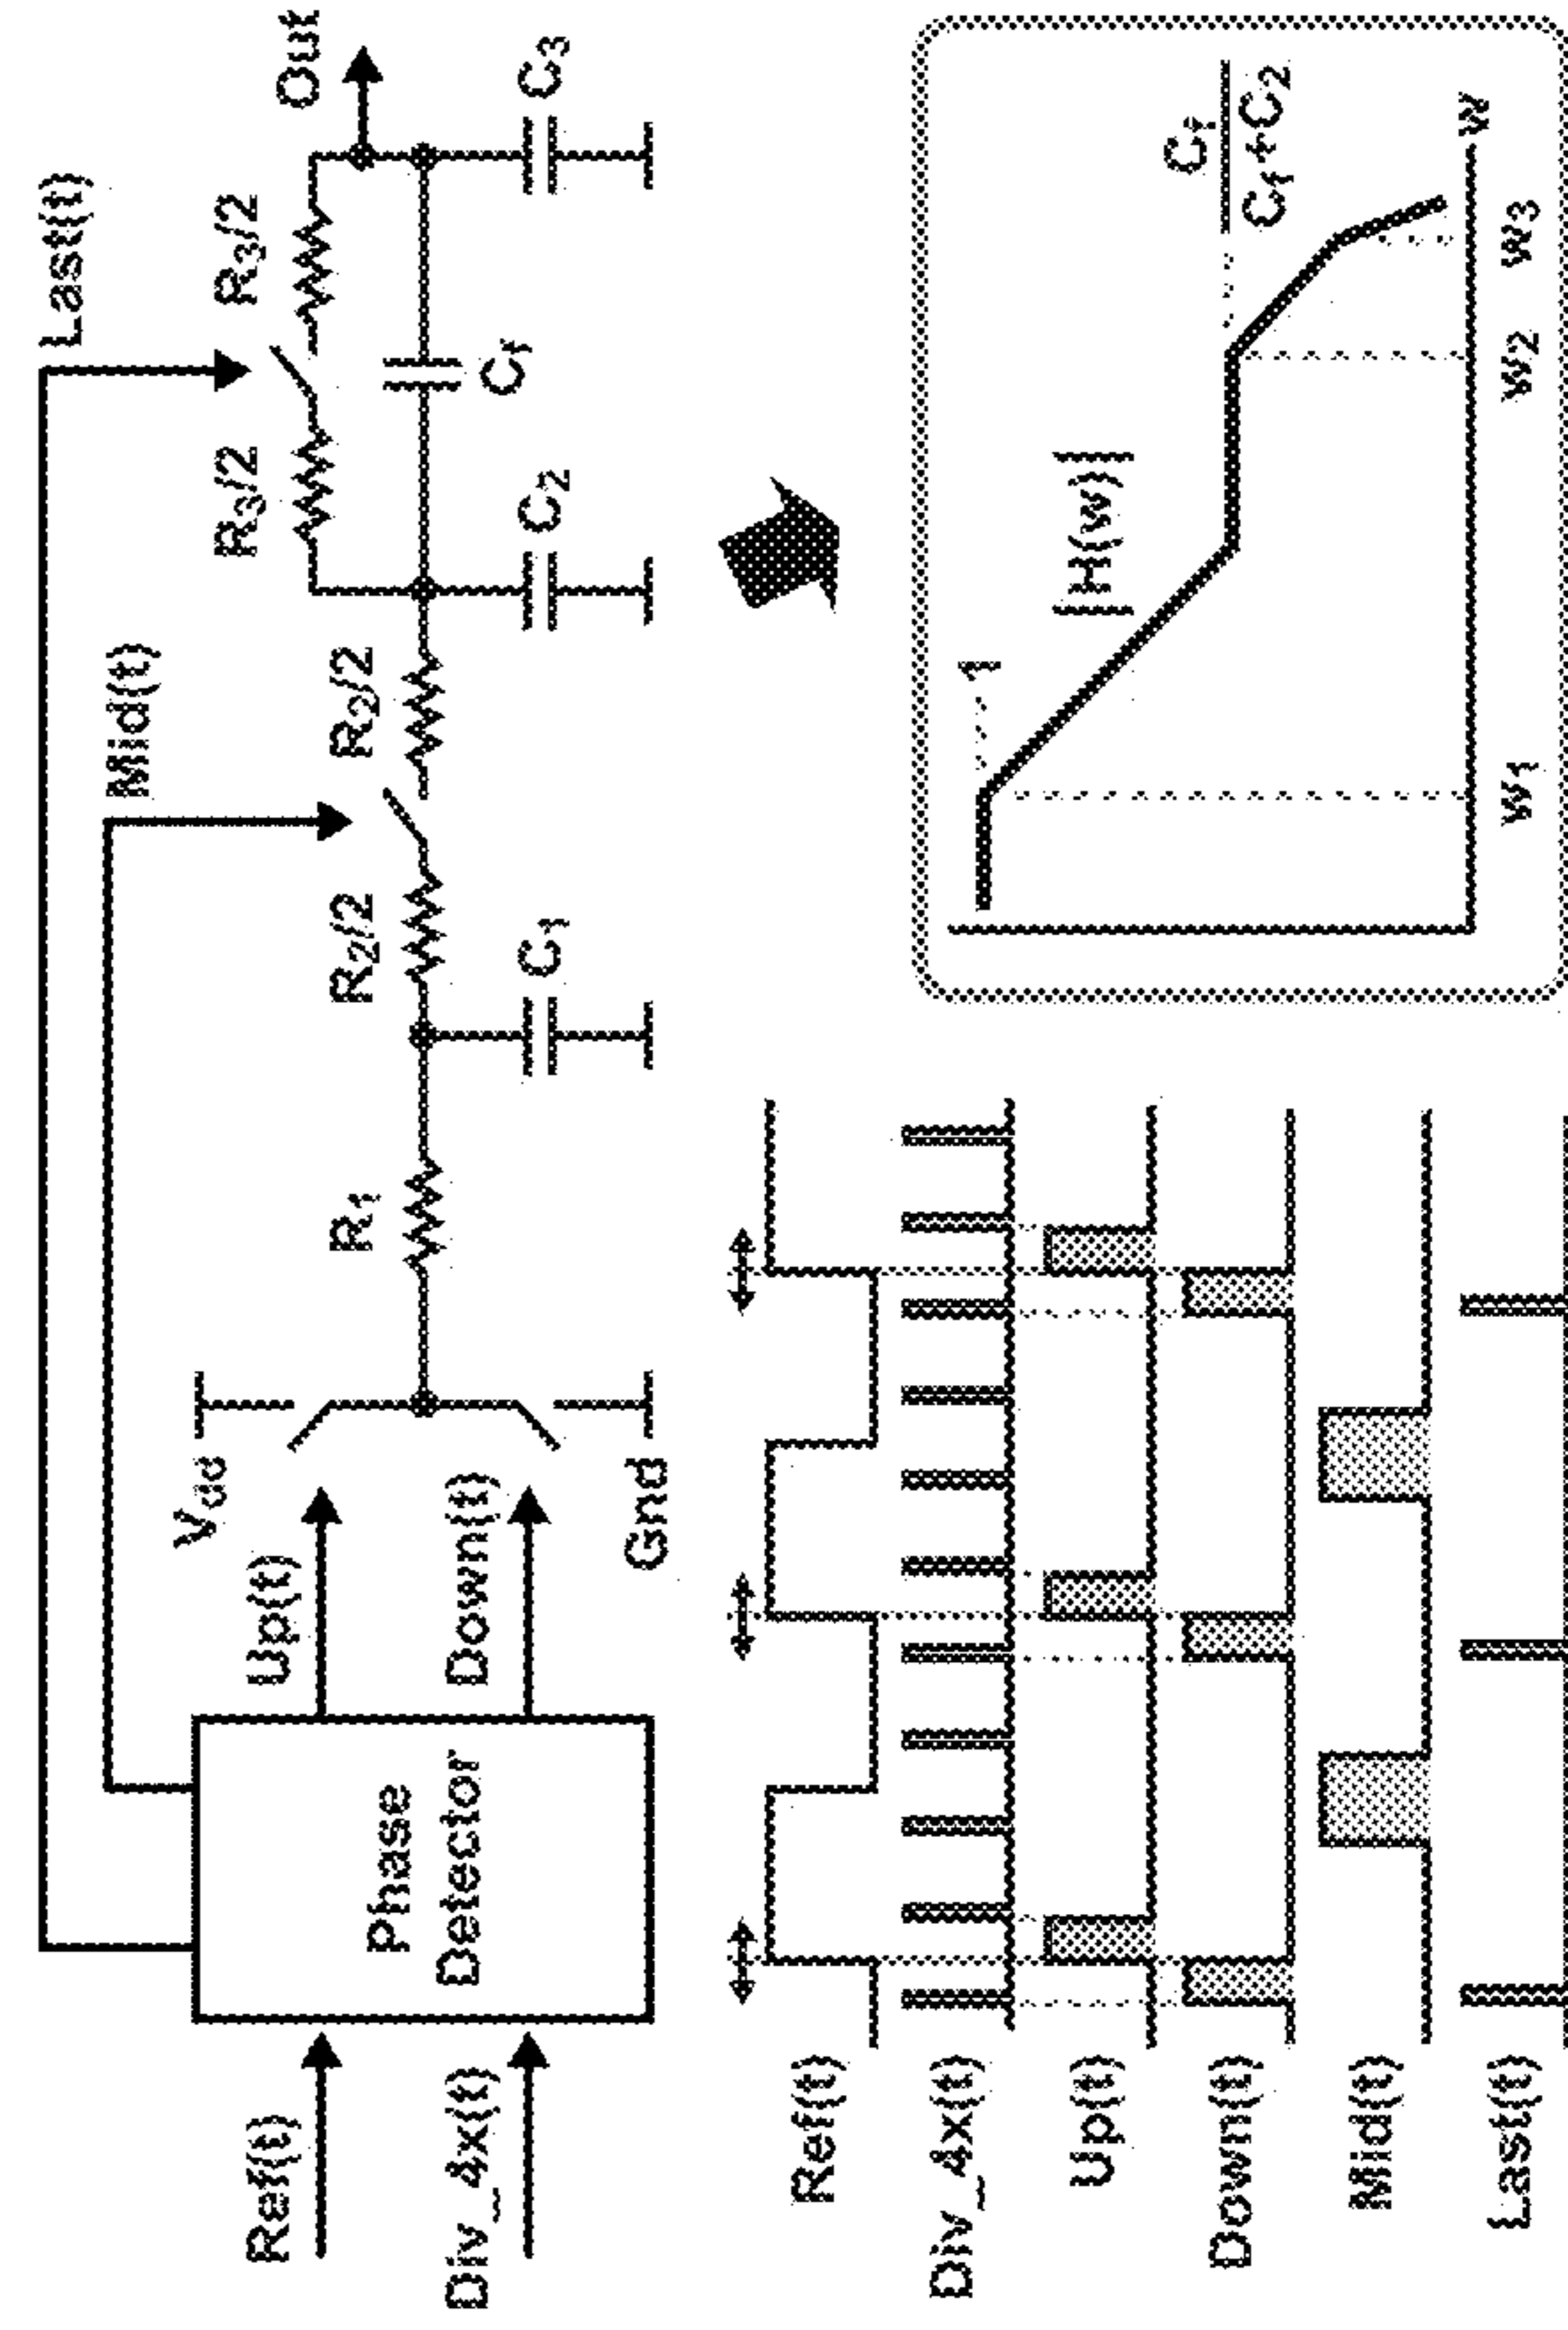 Last(t)
Mid(t)
Ref(t)
Div_4x(t)
Phase
Detector
Up(t)
Down(t)
Vdd
Gnd
R1
C1
R2/2
R2/2
C2
R3/2
R3/2
Cf
C3
Out
Ref(t)
Div_4x(t)
Up(t)
Down(t)
Mid(t)
Last(t)
1
|H(w)|
Cf
Cf+C2
w1
w2
w3
w